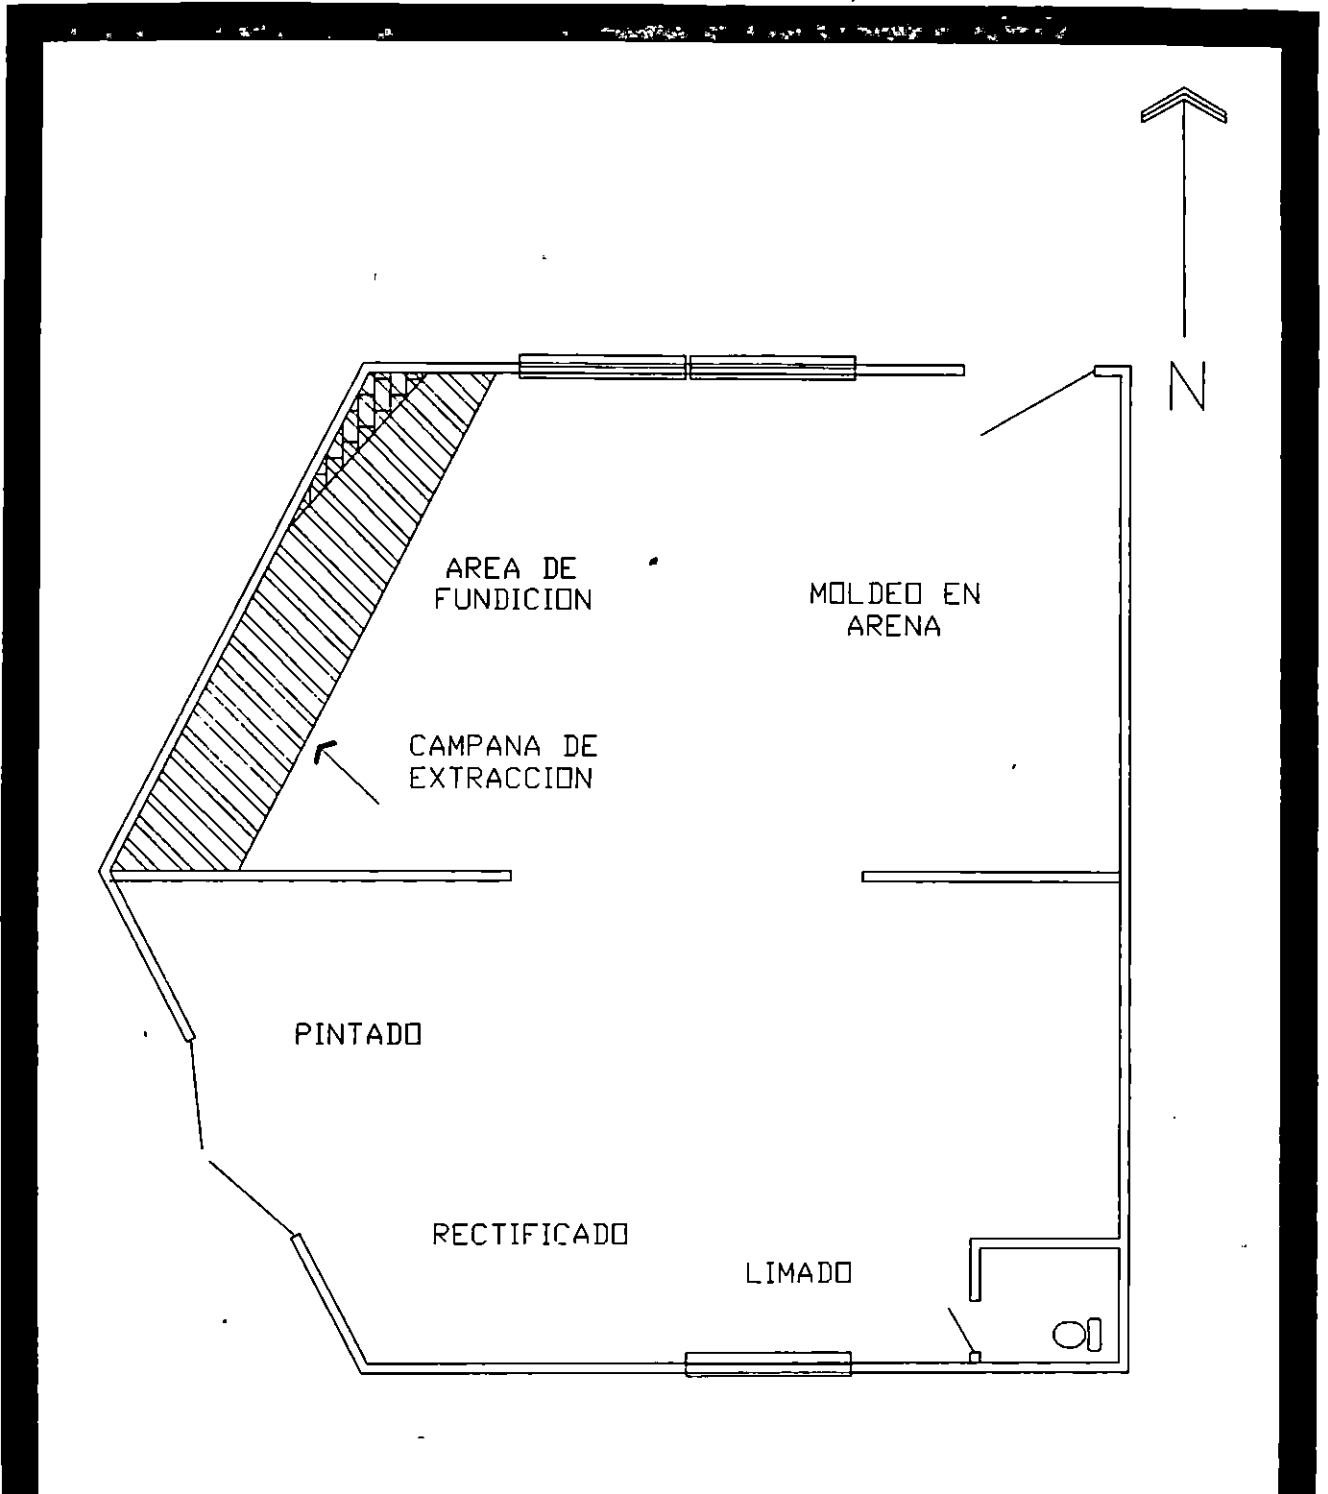 N
AREA DE
FUNDICION
MOLDEO EN
ARENA
CAMPANA DE
EXTRACCION
PINTADO
RECTIFICADO
LIMADO